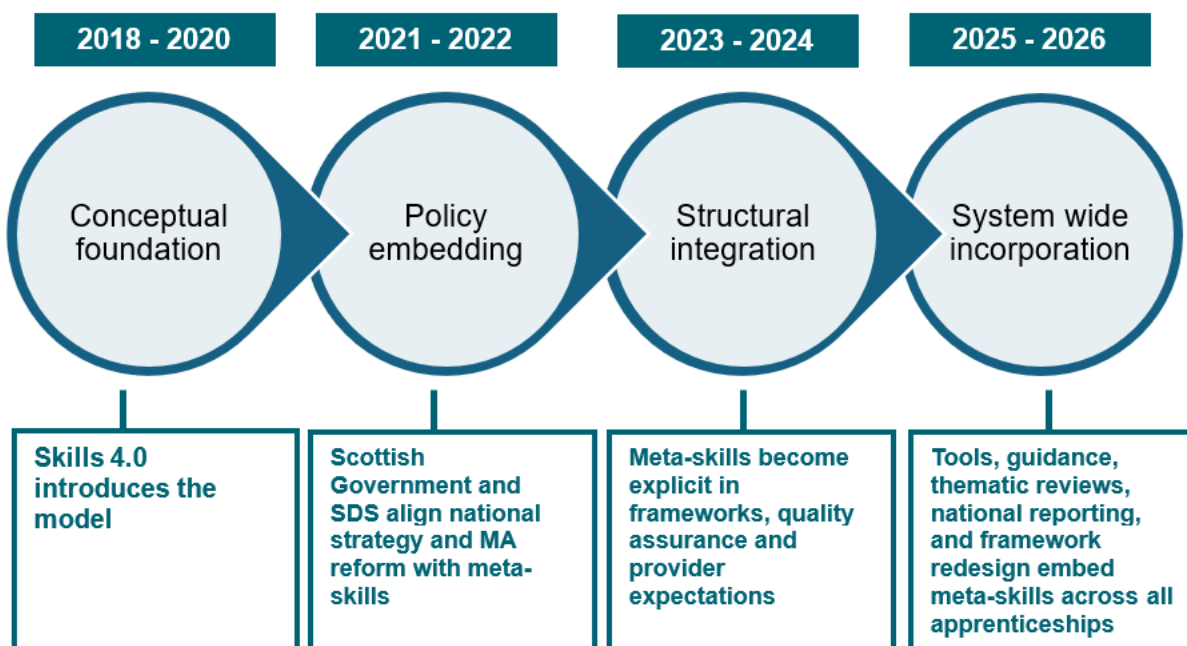 2018 - 2020
2021 - 2022
2023 - 2024
2025 - 2026
Conceptual
foundation
Policy
embedding
Structural
integration
System wide
incorporation
Skills 4.0
introduces the
model
Scottish
Government and
SDS align national
strategy and MA
reform with meta-
skills
Meta-skills become
explicit in
frameworks, quality
assurance and
provider
expectations
Tools, guidance,
thematic reviews,
national reporting,
and framework
redesign embed
meta-skills across all
apprenticeships